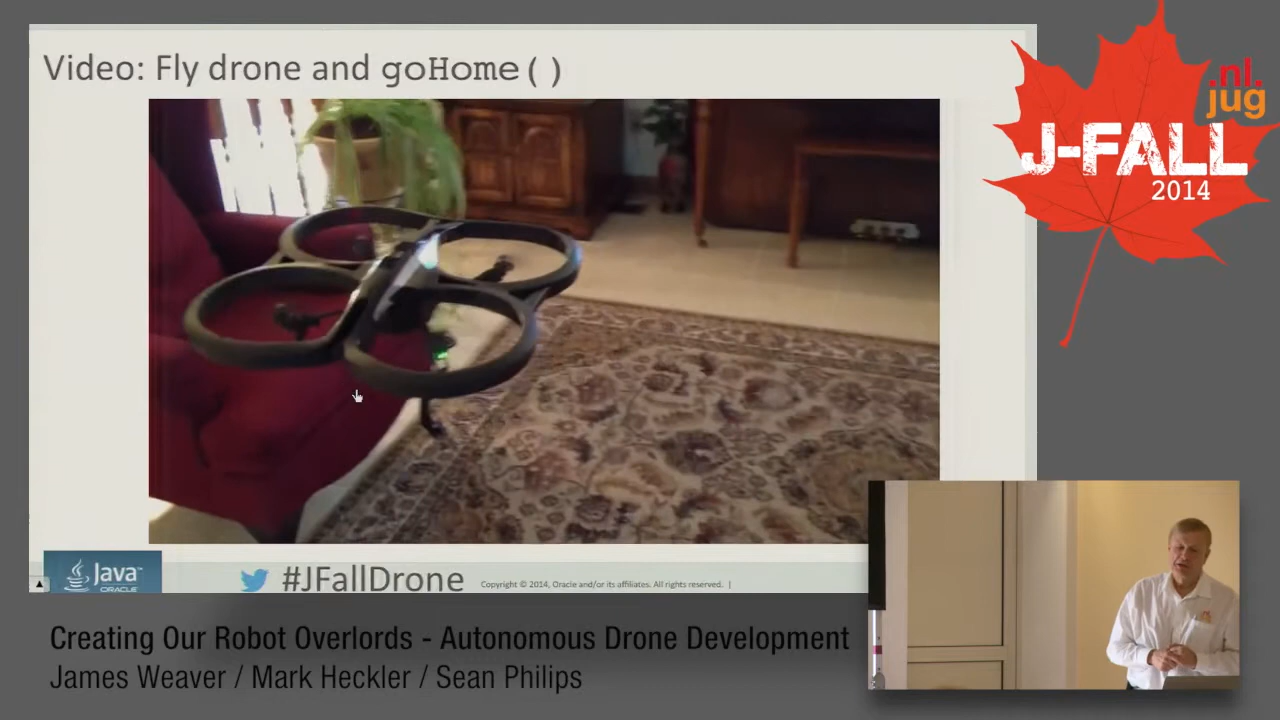 Video: Fly drone and goHome()
.nl.
jug
J-FALL
2014
Java™
ORACLE
#JFallDrone
Copyright © 2014, Oracle and/or its affiliates. All rights reserved. |
Creating Our Robot Overlords - Autonomous Drone Development
James Weaver / Mark Heckler / Sean Philips